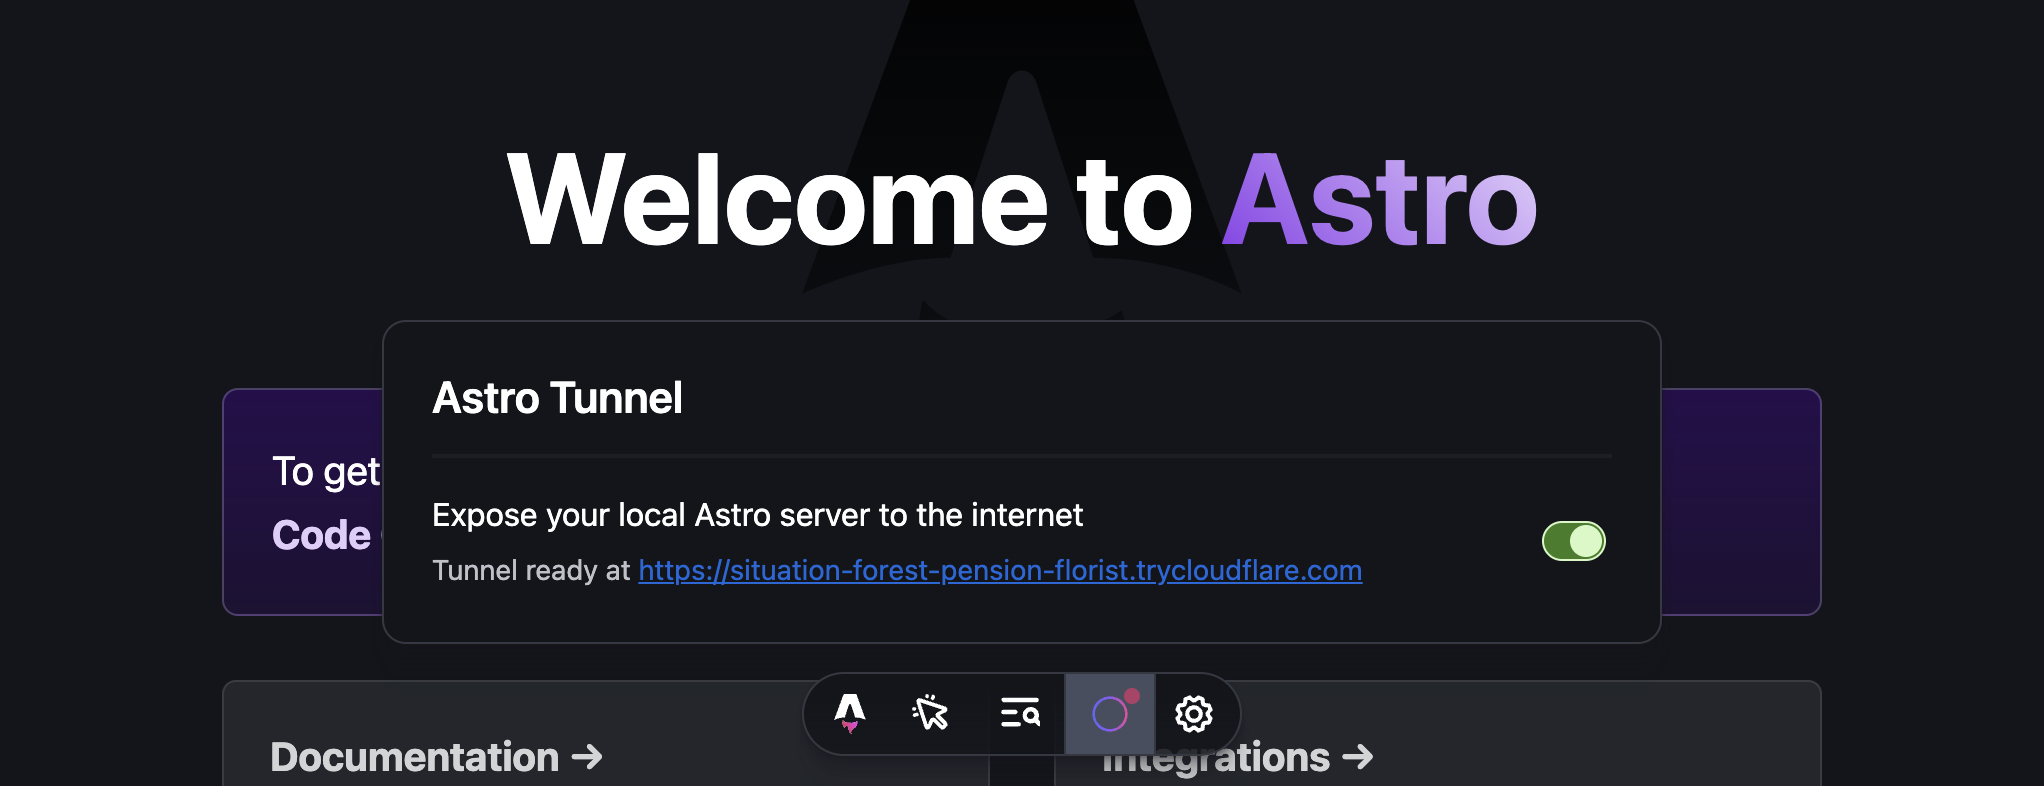 Welcome to Astro
Astro Tunnel
To get
Expose your local Astro server to the internet
Code
Tunnel ready at https://situation-forest-pension-florist.trycloudflare.com
Documentation →
Integrations →